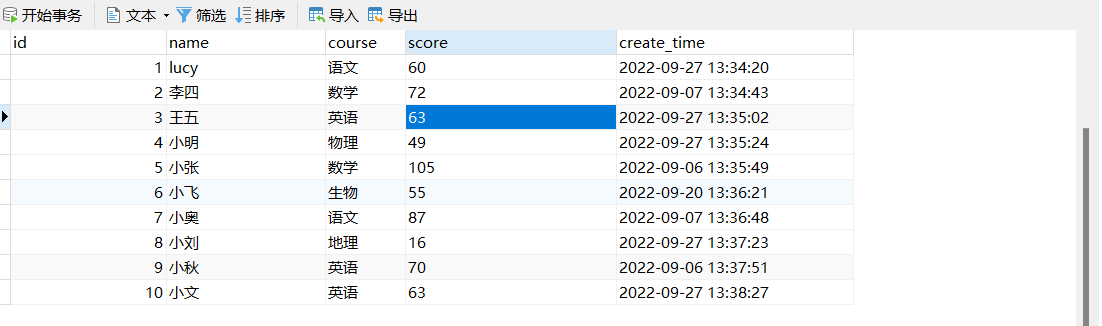 开始事务 文本 筛选 排序 导入 导出
id name course score create_time
1 lucy 语文 60 2022-09-27 13:34:20
2 李四 数学 72 2022-09-07 13:34:43
3 王五 英语 63 2022-09-27 13:35:02
4 小明 物理 49 2022-09-27 13:35:24
5 小张 数学 105 2022-09-06 13:35:49
6 小飞 生物 55 2022-09-20 13:36:21
7 小奥 语文 87 2022-09-07 13:36:48
8 小刘 地理 16 2022-09-27 13:37:23
9 小秋 英语 70 2022-09-06 13:37:51
10 小文 英语 63 2022-09-27 13:38:27